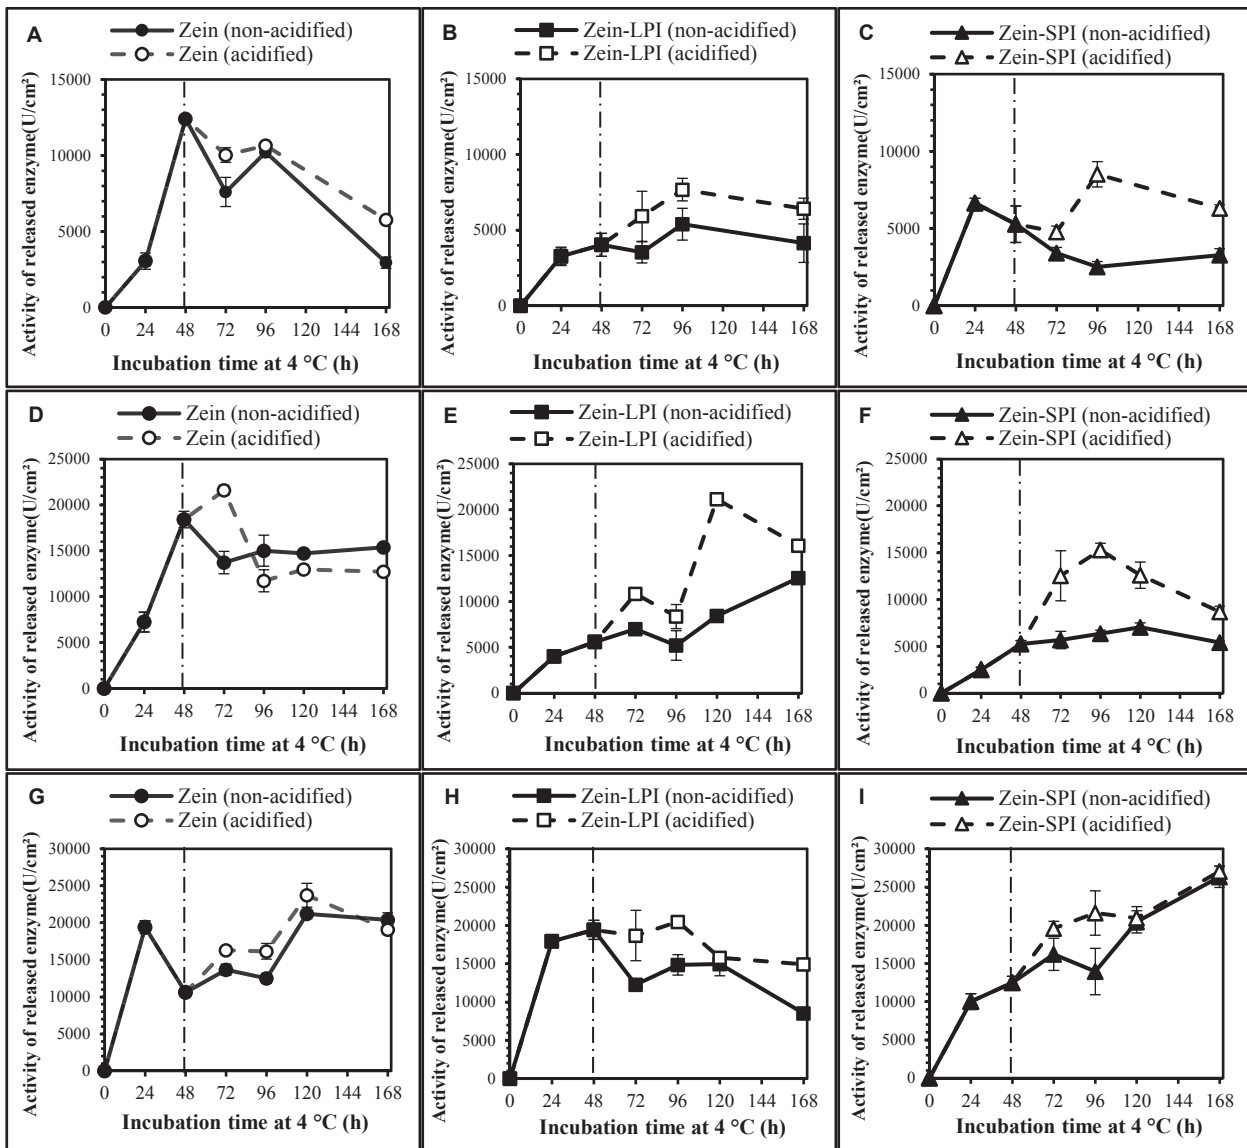 A
Zein (non-acidified)
Zein (acidified)
Activity of released enzyme(U/cm²)
15000
10000
5000
0
0 24 48 72 96 120 144 168
Incubation time at 4 °C (h)
B
Zein-LPI (non-acidified)
Zein-LPI (acidified)
Activity of released enzyme(U/cm²)
15000
10000
5000
0
0 24 48 72 96 120 144 168
Incubation time at 4 °C (h)
C
Zein-SPI (non-acidified)
Zein-SPI (acidified)
Activity of released enzyme(U/cm²)
15000
10000
5000
0
0 24 48 72 96 120 144 168
Incubation time at 4 °C (h)
D
Zein (non-acidified)
Zein (acidified)
Activity of released enzyme(U/cm²)
25000
20000
15000
10000
5000
0
0 24 48 72 96 120 144 168
Incubation time at 4 °C (h)
E
Zein-LPI (non-acidified)
Zein-LPI (acidified)
Activity of released enzyme(U/cm²)
25000
20000
15000
10000
5000
0
0 24 48 72 96 120 144 168
Incubation time at 4 °C (h)
F
Zein-SPI (non-acidified)
Zein-SPI (acidified)
Activity of released enzyme(U/cm²)
25000
20000
15000
10000
5000
0
0 24 48 72 96 120 144 168
Incubation time at 4 °C (h)
G
Zein (non-acidified)
Zein (acidified)
Activity of released enzyme(U/cm²)
30000
25000
20000
15000
10000
5000
0
0 24 48 72 96 120 144 168
Incubation time at 4 °C (h)
H
Zein-LPI (non-acidified)
Zein-LPI (acidified)
Activity of released enzyme(U/cm²)
30000
25000
20000
15000
10000
5000
0
0 24 48 72 96 120 144 168
Incubation time at 4 °C (h)
I
Zein-SPI (non-acidified)
Zein-SPI (acidified)
Activity of released enzyme(U/cm²)
30000
25000
20000
15000
10000
5000
0
0 24 48 72 96 120 144 168
Incubation time at 4 °C (h)